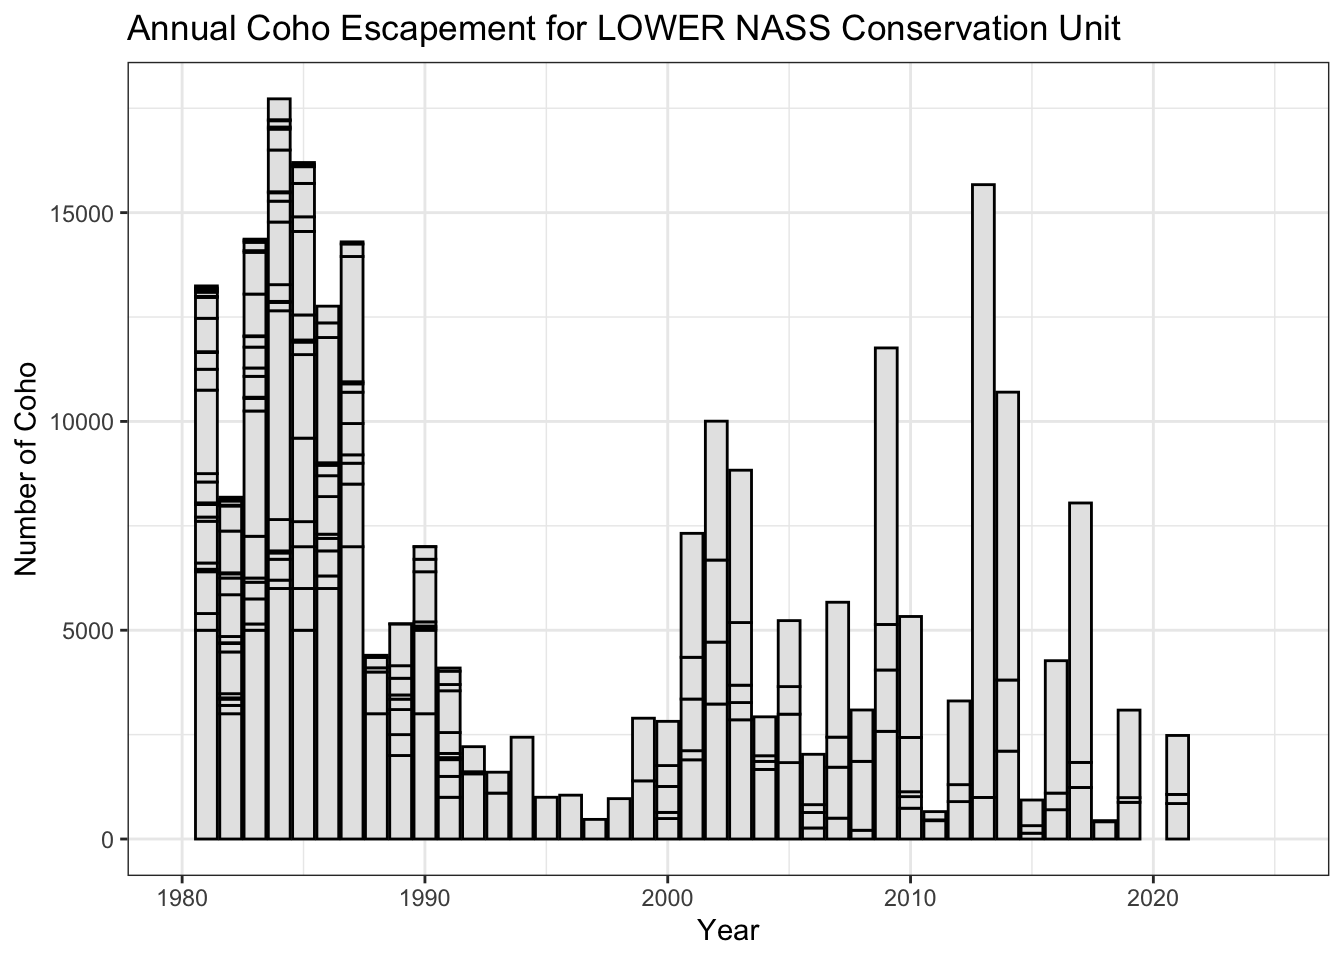 Annual Coho Escapement for LOWER NASS Conservation Unit
Number of Coho
15000
10000
5000
0
1980 1990 2000 2010 2020
Year